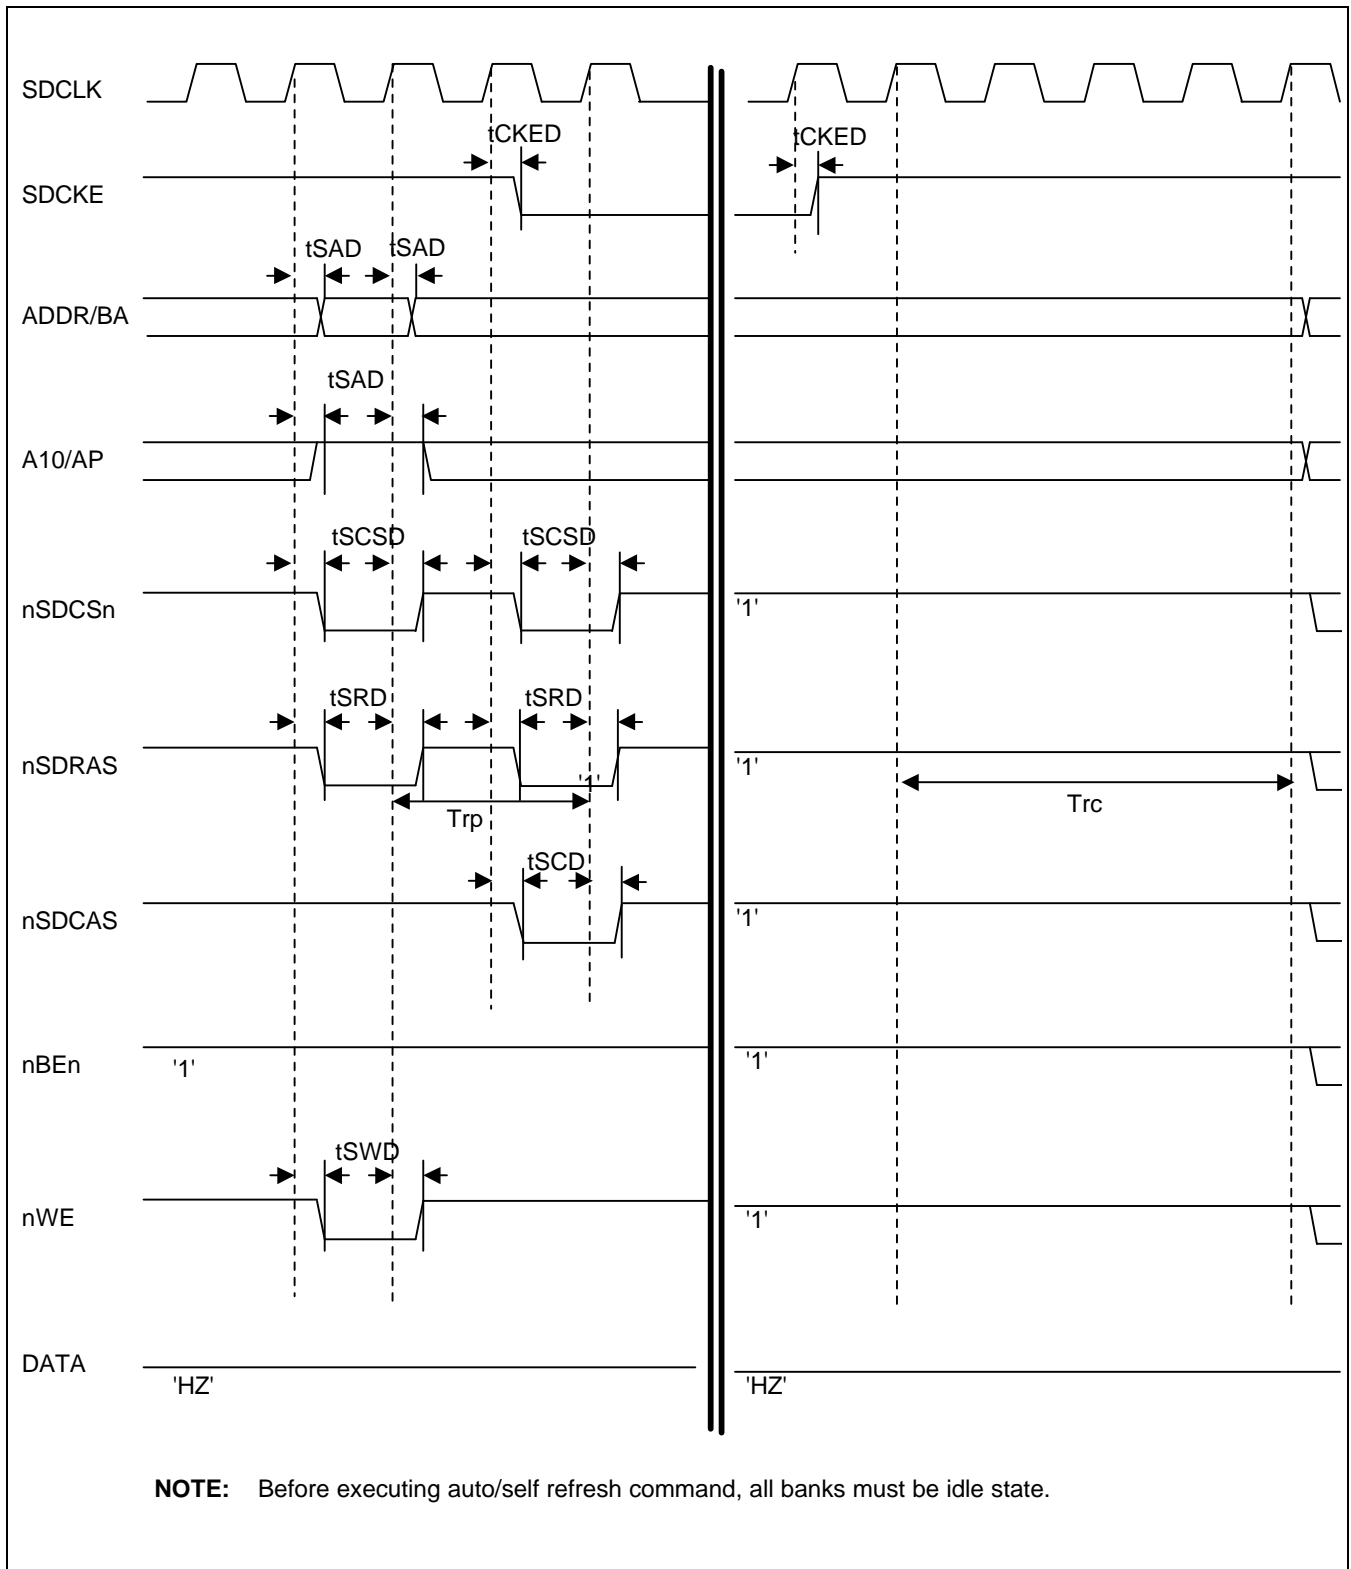 SDCLK
tCKED
tCKED
SDCKE
tSAD
tSAD
ADDR/BA
tSAD
A10/AP
tSCSD
tSCSD
nSDCSn
'1'
tSRD
tSRD
nSDRAS
'1'
'1'
Trp
Trc
tSCD
nSDCAS
'1'
nBEn
'1'
'1'
tSWD
nWE
'1'
DATA
'HZ'
'HZ'
NOTE: Before executing auto/self refresh command, all banks must be idle state.